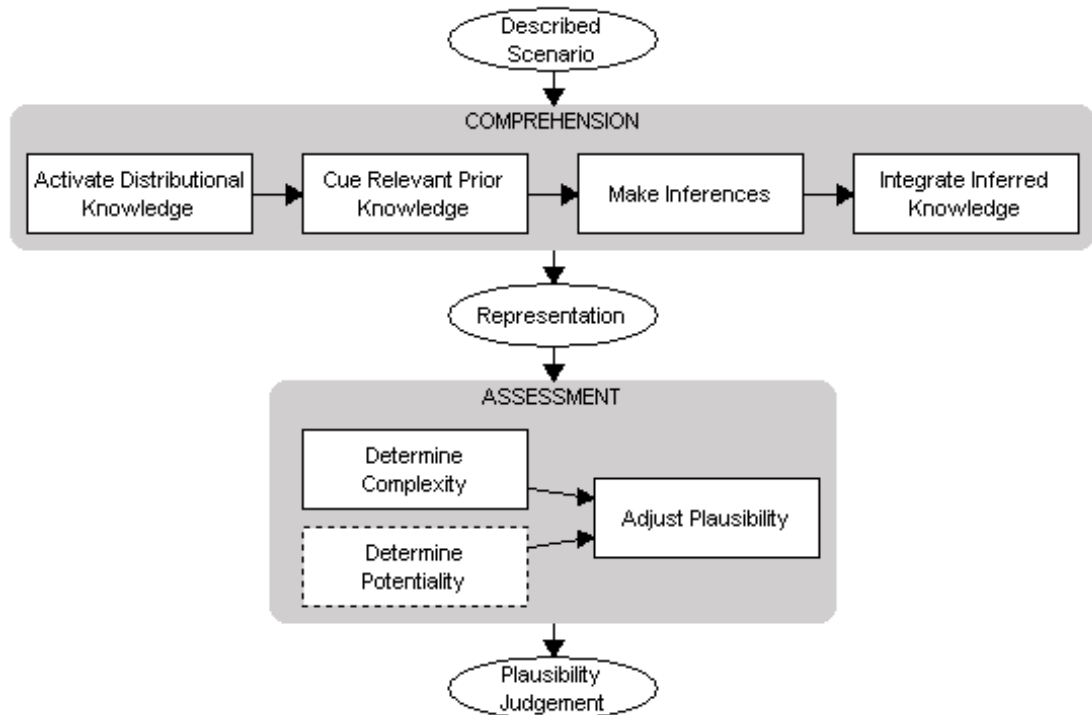 Described
Scenario
COMPREHENSION
Activate Distributional
Knowledge
Cue Relevant Prior
Knowledge
Make Inferences
Integrate Inferred
Knowledge
Representation
ASSESSMENT
Determine
Complexity
Determine
Potentiality
Adjust Plausibility
Plausibility
Judgement